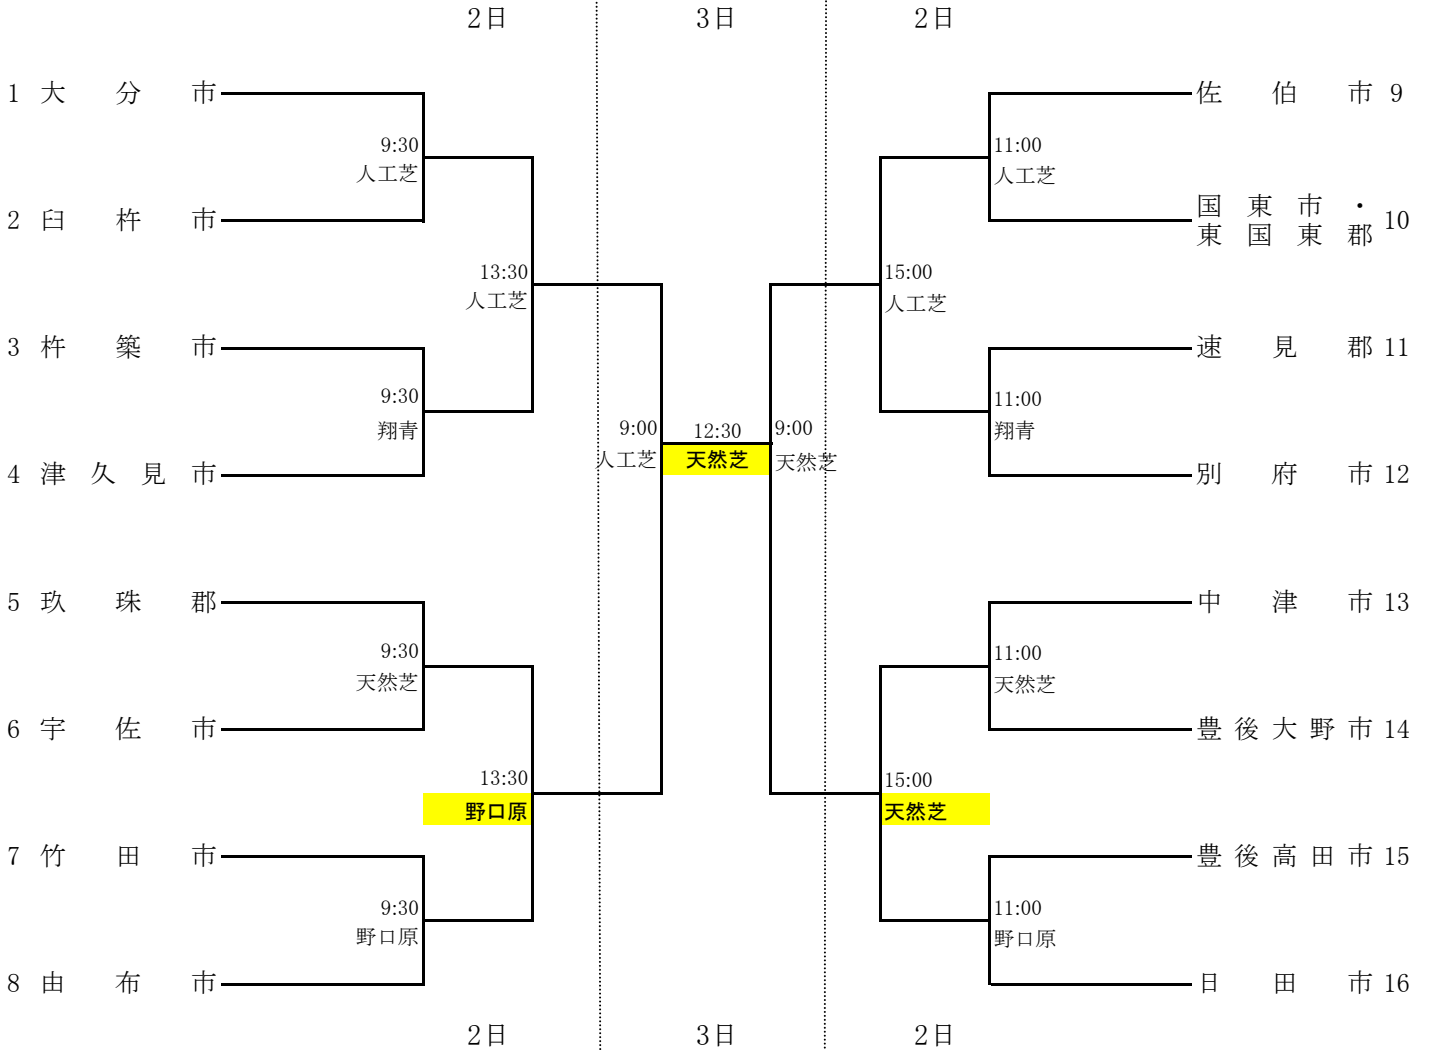 2日 3日 2日
1 大分市
9:30
人工芝
2 臼杵市
13:30
人工芝
3 杵築市
9:30
翔青
4 津久見市
9:00
人工芝
12:30
天然芝
9:00
天然芝
5 玖珠郡
9:30
天然芝
6 宇佐市
13:30
野口原
7 竹田市
9:30
野口原
8 由布市
佐伯市 9
11:00
人工芝
国東市・
東国東郡 10
15:00
人工芝
速見郡 11
11:00
翔青
別府市 12
中津市 13
11:00
天然芝
豊後大野市 14
15:00
天然芝
豊後高田市 15
11:00
野口原
日田市 16
2日 3日 2日